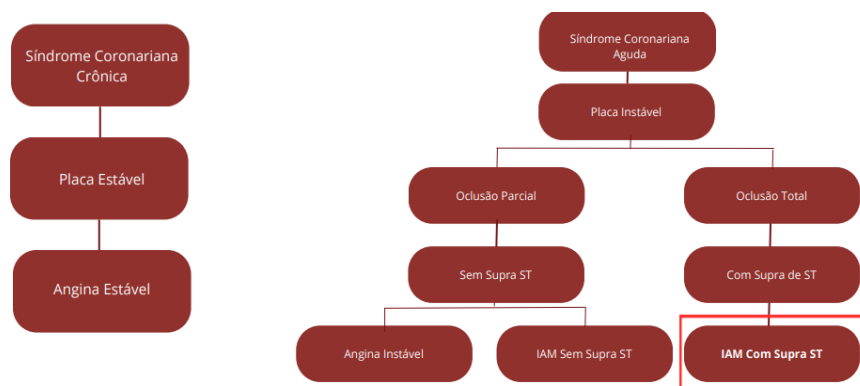 Síndrome Coronariana
Crônica
Placa Estável
Angina Estável
Síndrome Coronariana
Aguda
Placa Instável
Oclusão Parcial
Oclusão Total
Sem Supra ST
Com Supra de ST
Angina Instável
IAM Sem Supra ST
IAM Com Supra ST